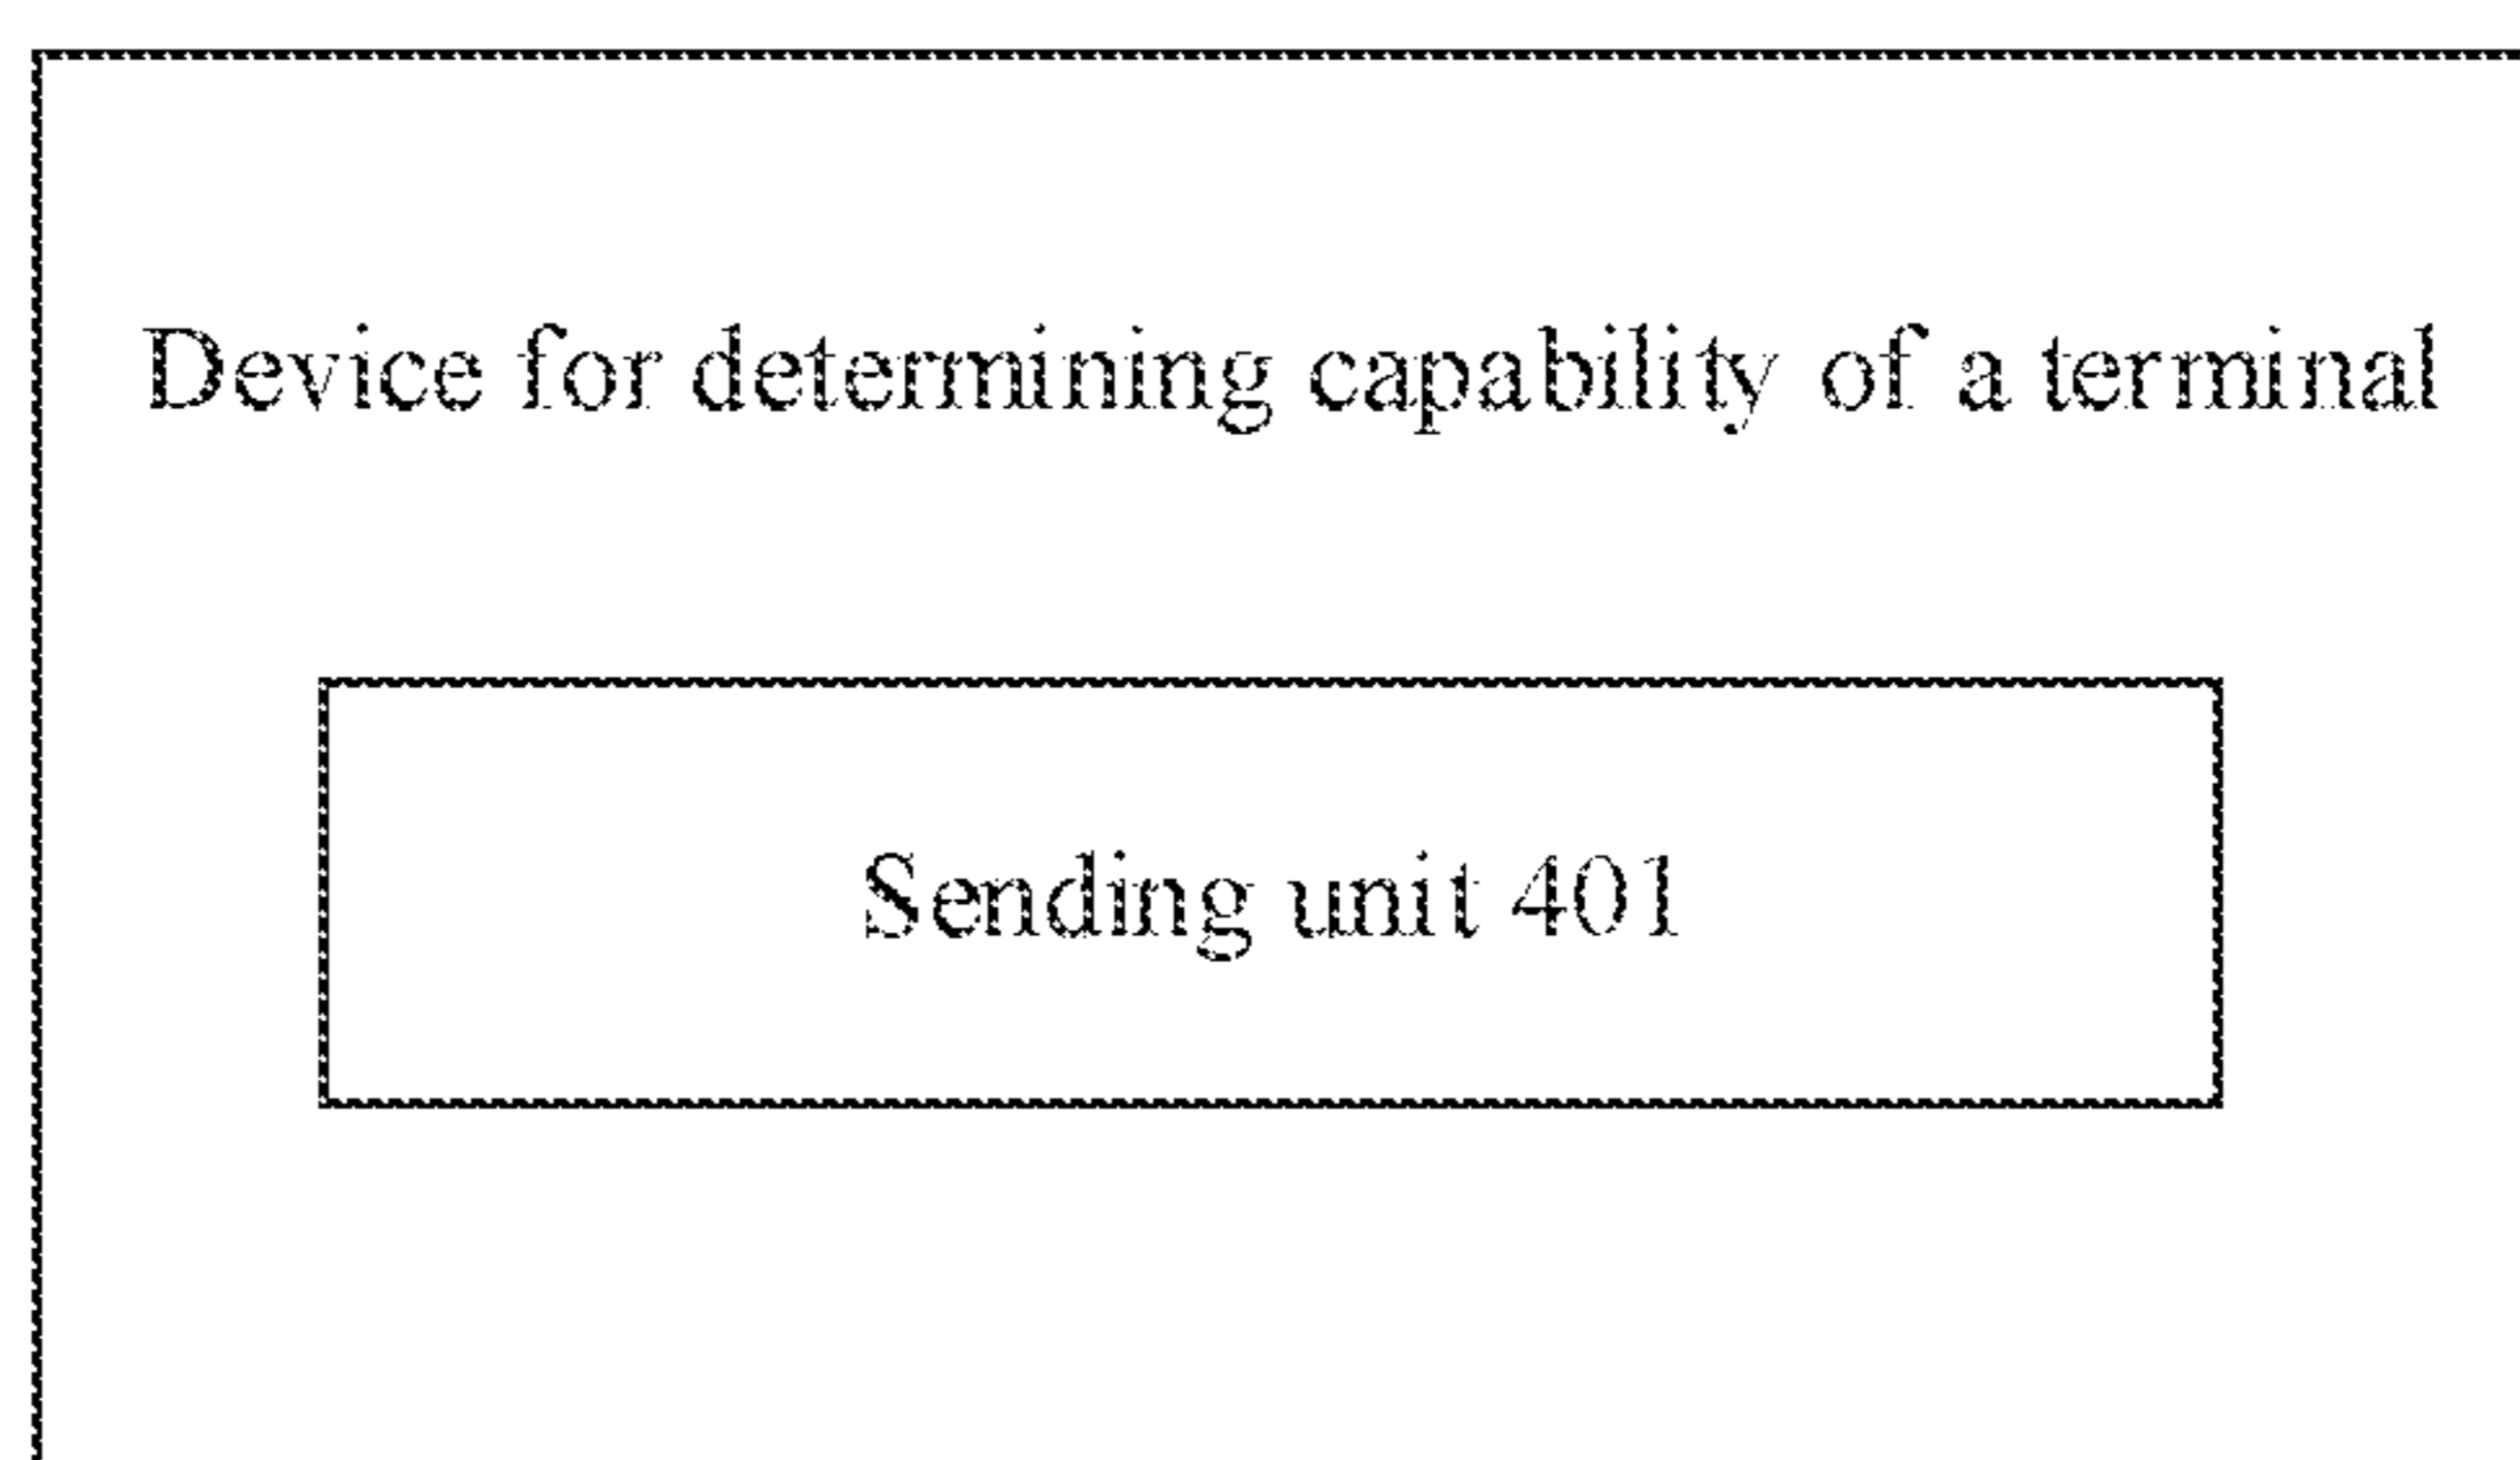 Device for determining capability of a terminal
Sending unit 401